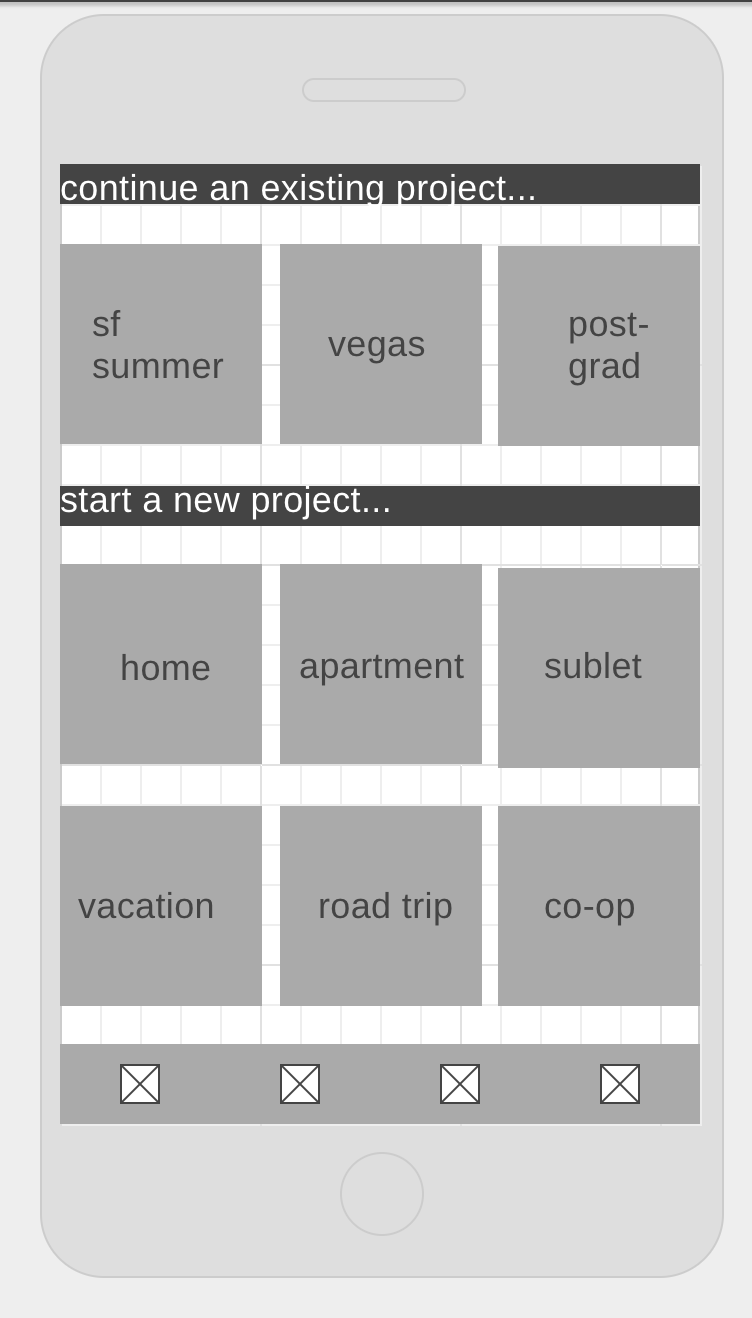 continue an existing project...
sf
summer
vegas
post-
grad
start a new project...
home
apartment
sublet
vacation
road trip
co-op